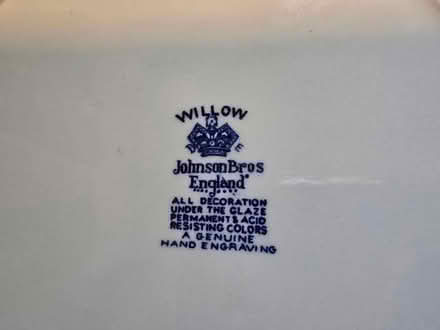 WILLOW
Johnson Bros
England
ALL DECORATION
UNDER THE GLAZE
PERMANENT & ACID
RESISTING COLORS
A GENUINE
HAND ENGRAVING